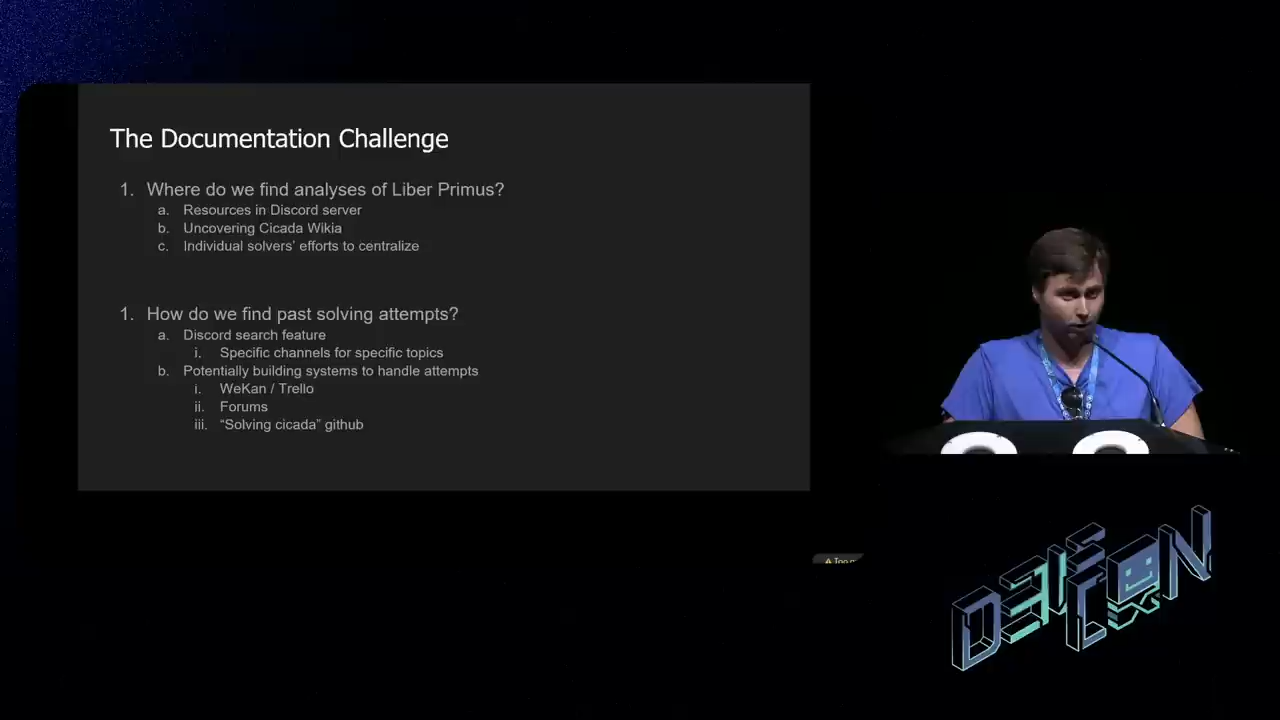 The Documentation Challenge
1. Where do we find analyses of Liber Primus?
a. Resources in Discord server
b. Uncovering Cicada Wikia
c. Individual solvers' efforts to centralize
1. How do we find past solving attempts?
a. Discord search feature
i. Specific channels for specific topics
b. Potentially building systems to handle attempts
i. WeKan / Trello
ii. Forums
iii. “Solving cicada” github
DEF CON